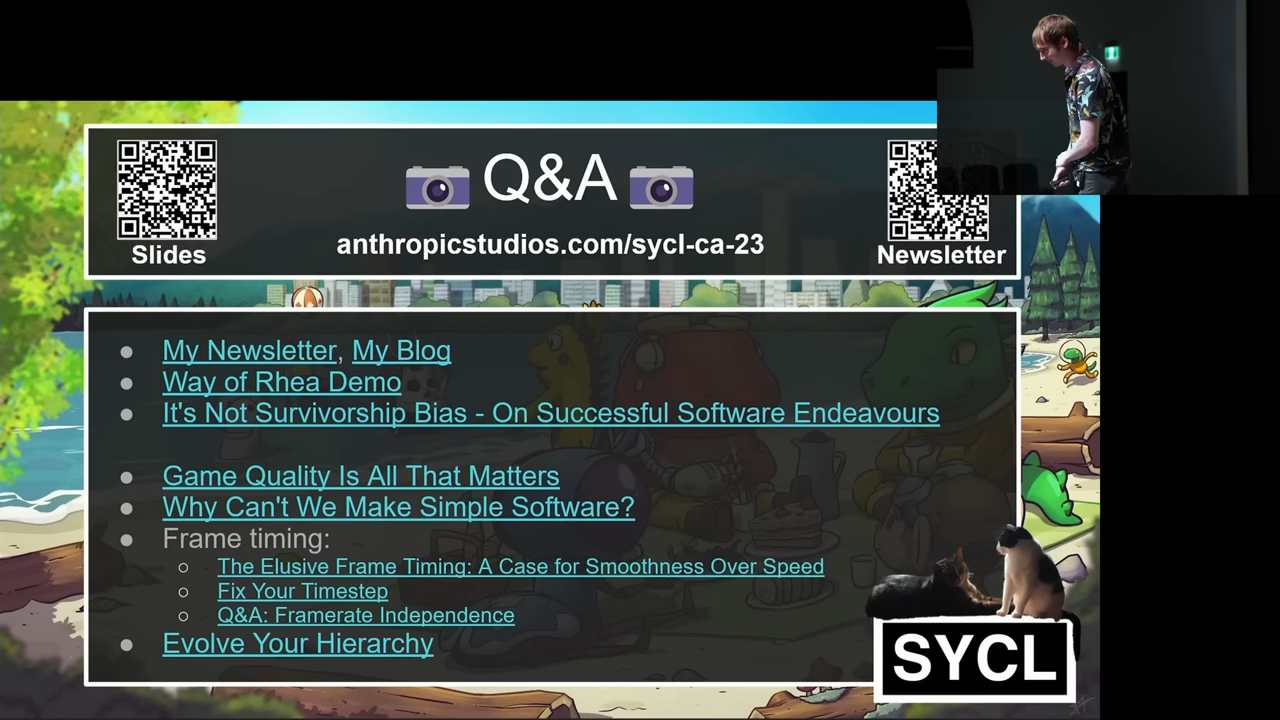 Q&A
Slides
anthropicstudios.com/sycl-ca-23
Newsletter
My Newsletter, My Blog
Way of Rhea Demo
It's Not Survivorship Bias - On Successful Software Endeavours
Game Quality Is All That Matters
Why Can't We Make Simple Software?
Frame timing:
The Elusive Frame Timing: A Case for Smoothness Over Speed
Fix Your Timestep
Q&A: Framerate Independence
Evolve Your Hierarchy
SYCL